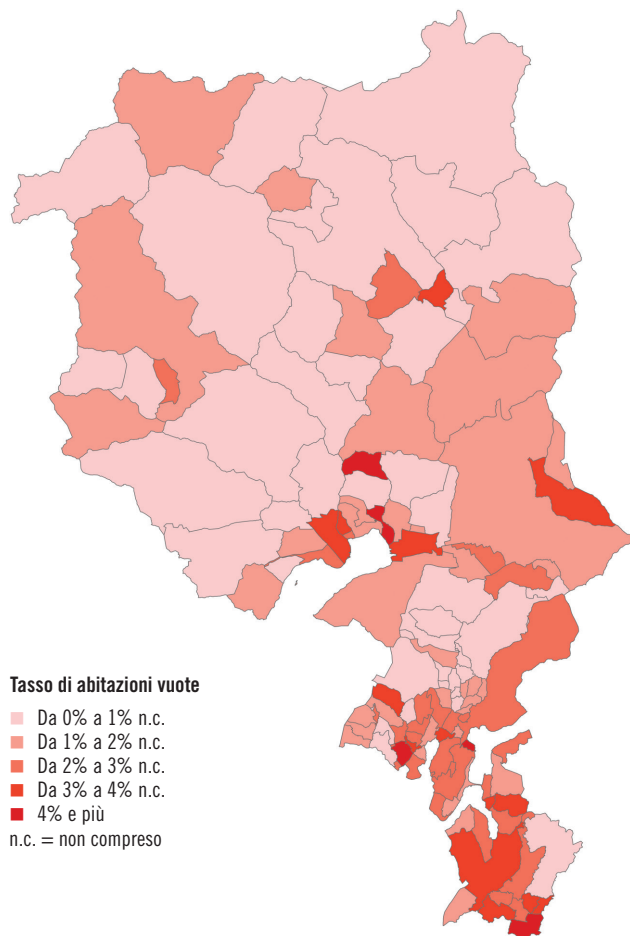 Tasso di abitazioni vuote
Da 0% a 1% n.c.
Da 1% a 2% n.c.
Da 2% a 3% n.c.
Da 3% a 4% n.c.
4% e più
n.c. = non compreso